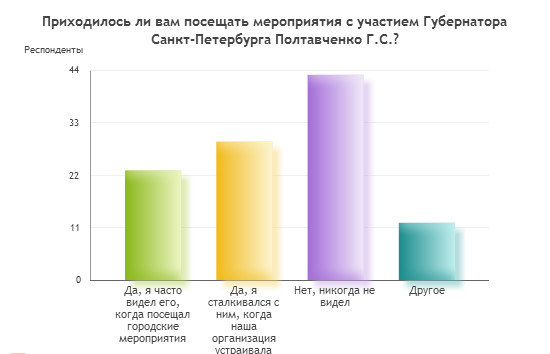 Приходилось ли вам посещать мероприятия с участием Губернатора
Санкт-Петербурга Полтавченко Г.С.?
Респонденты
44
33
22
11
0
Да, я часто
видел его,
когда посещал
городские
мероприятия
Да, я
сталкивался с
ним, когда
наша
организация
устраивала
Нет, никогда не
видел
Другое